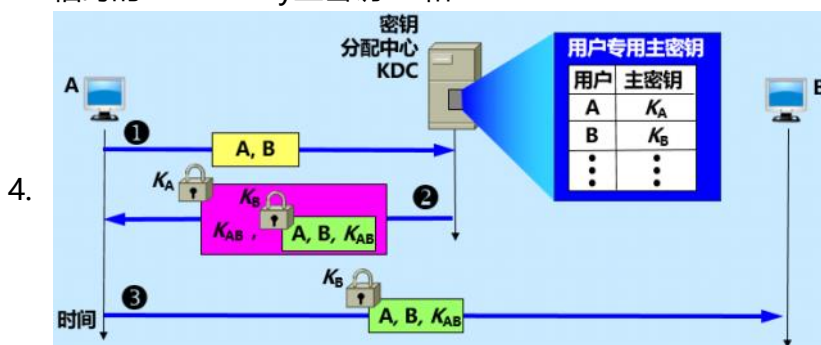 密钥
分配中心
KDC
用户专用主密钥
用户 主密钥
A K_A
B K_B
⋮ ⋮
A
B
❶
A, B
4.
K_A
❷
K_B
K_AB , A, B, K_AB
❸
K_B
A, B, K_AB
时间